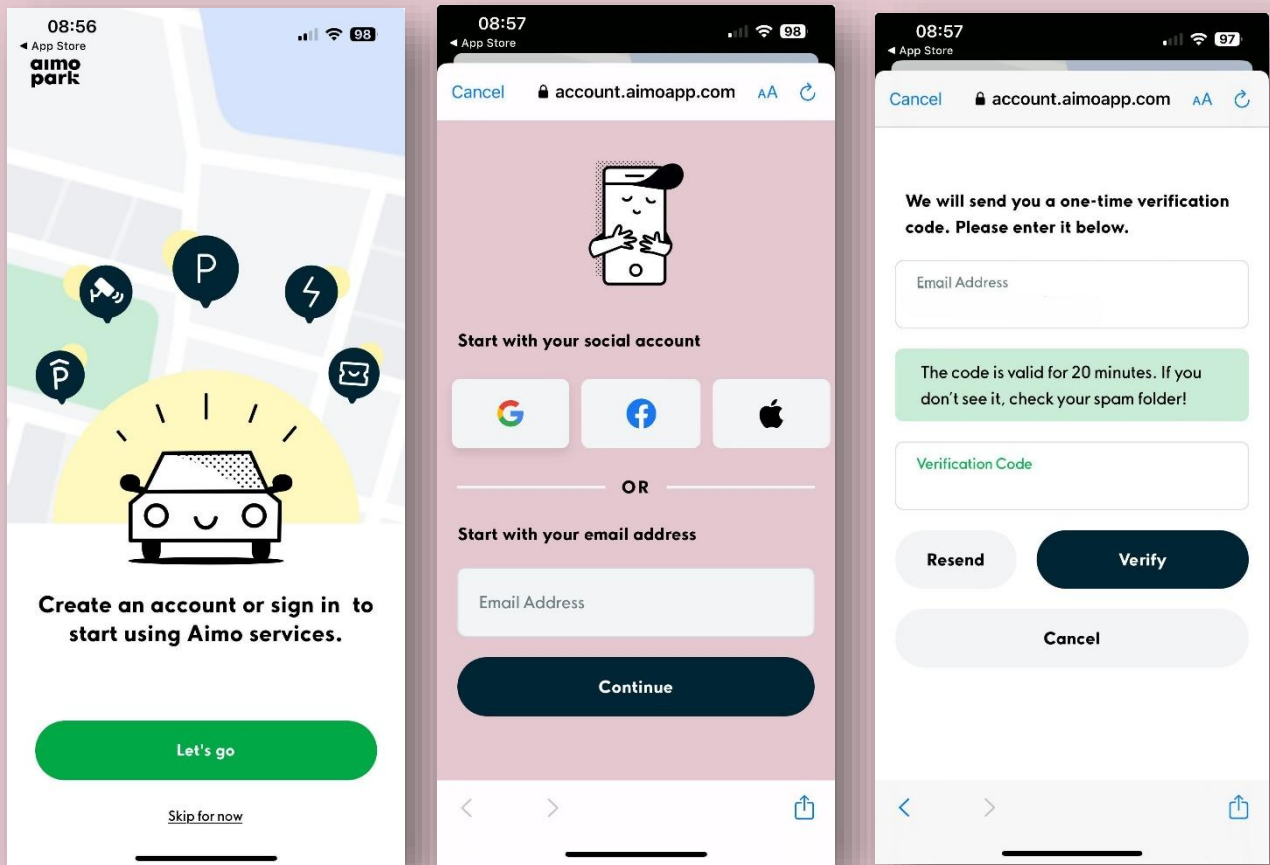 08:56
98
App Store
aimo
park
P
P
Create an account or sign in to
start using Aimo services.
Let's go
Skip for now
08:57
98
App Store
Cancel
account.aimoapp.com
AA
Start with your social account
OR
Start with your email address
Email Address
Continue
08:57
97
App Store
Cancel
account.aimoapp.com
AA
We will send you a one-time verification
code. Please enter it below.
Email Address
The code is valid for 20 minutes. If you
don't see it, check your spam folder!
Verification Code
Resend
Verify
Cancel